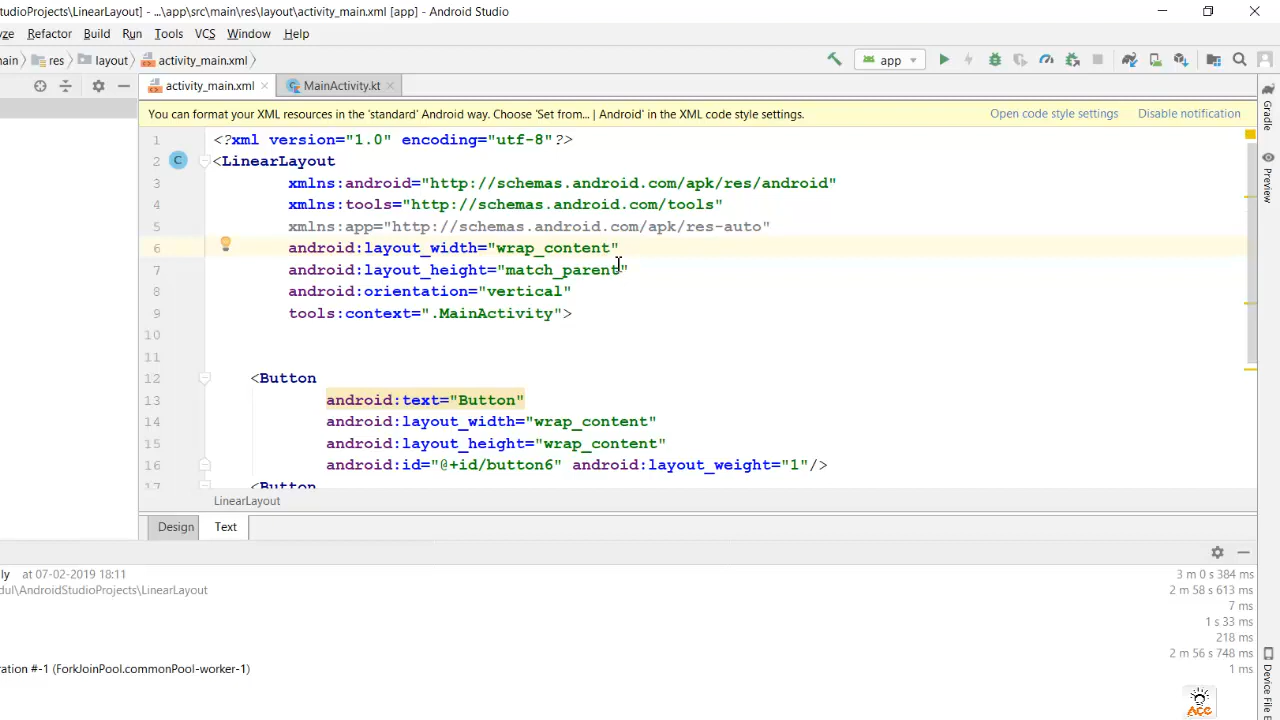 tudioProjects\LinearLayout] - ...\app\src\main\res\layout\activity_main.xml [app] - Android Studio
yze Refactor Build Run Tools VCS Window Help
nain res layout activity_main.xml app
activity_main.xml MainActivity.kt
You can format your XML resources in the 'standard' Android way. Choose 'Set from... | Android' in the XML code style settings. Open code style settings Disable notification
1 <?xml version="1.0" encoding="utf-8"?>
2 C <LinearLayout
3 xmlns:android="http://schemas.android.com/apk/res/android"
4 xmlns:tools="http://schemas.android.com/tools"
5 xmlns:app="http://schemas.android.com/apk/res-auto"
6 android:layout_width="wrap_content"
7 android:layout_height="match_parent"
8 android:orientation="vertical"
9 tools:context=".MainActivity">
10
11
12 <Button
13 android:text="Button"
14 android:layout_width="wrap_content"
15 android:layout_height="wrap_content"
16 android:id="@+id/button6" android:layout_weight="1"/>
17 <Button
LinearLayout
Design Text
Gradle
Preview
Device File E
ly at 07-02-2019 18:11 3 m 0 s 384 ms
dul\AndroidStudioProjects\LinearLayout 2 m 58 s 613 ms
7 ms
1 s 33 ms
218 ms
2 m 56 s 748 ms
ration #-1 (ForkJoinPool.commonPool-worker-1) 1 ms
Acc